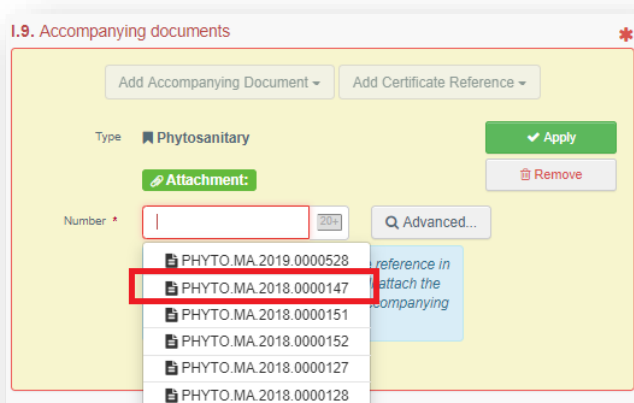 I.9. Accompanying documents *
Add Accompanying Document Add Certificate Reference
Type Phytosanitary Apply
Attachment: Remove
Number * 20+ Advanced...
PHYTO.MA.2019.0000528 reference in
PHYTO.MA.2018.0000147 attach the
PHYTO.MA.2018.0000151 companying
PHYTO.MA.2018.0000152
PHYTO.MA.2018.0000127
PHYTO.MA.2018.0000128